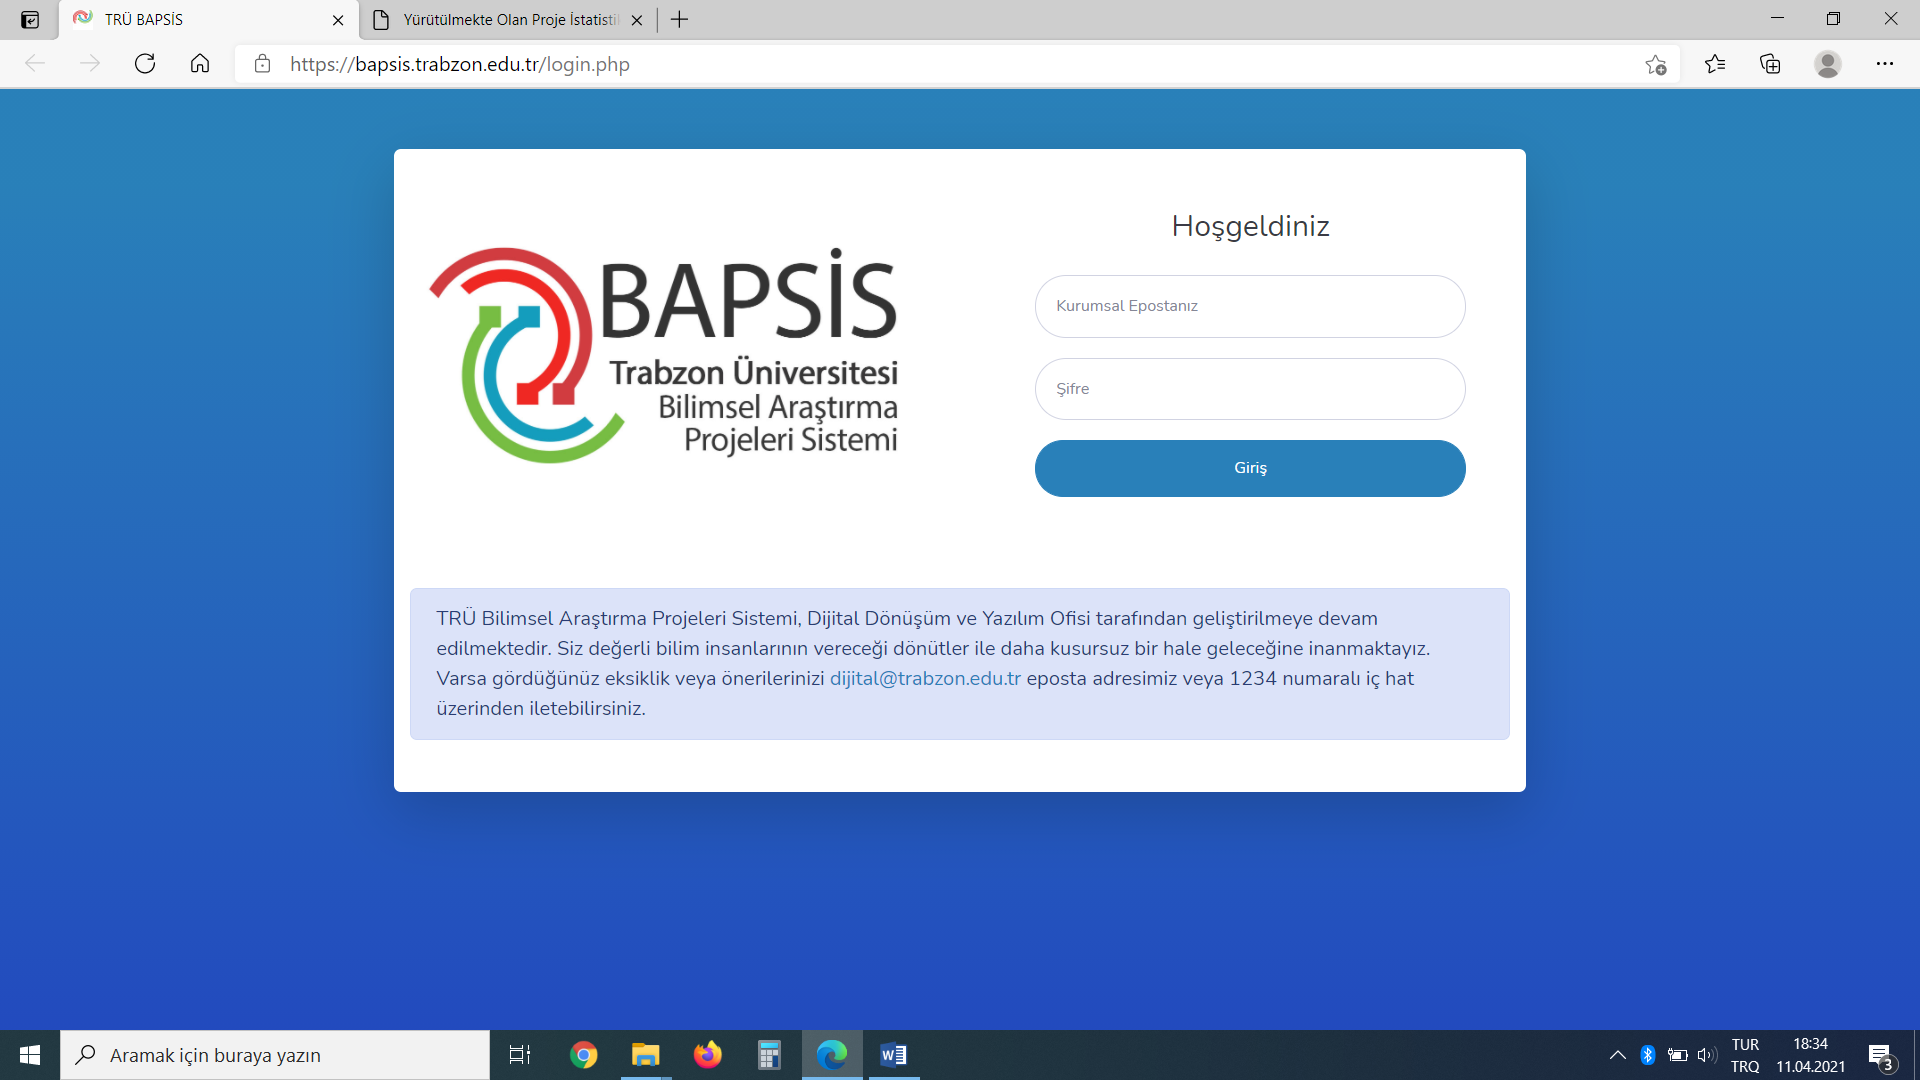 TRÜ BAPSİS
Yürütülmekte Olan Proje İstatisti
https://bapsis.trabzon.edu.tr/login.php
BAPSİS
Trabzon Üniversitesi
Bilimsel Araştırma
Projeleri Sistemi
Hoşgeldiniz
Kurumsal Epostanız
Şifre
Giriş
TRÜ Bilimsel Araştırma Projeleri Sistemi, Dijital Dönüşüm ve Yazılım Ofisi tarafından geliştirilmeye devam
edilmektedir. Siz değerli bilim insanlarının vereceği dönütler ile daha kusursuz bir hale geleceğine inanmaktayız.
Varsa gördüğünüz eksiklik veya önerilerinizi dijital@trabzon.edu.tr eposta adresimiz veya 1234 numaralı iç hat
üzerinden iletebilirsiniz.
Aramak için buraya yazın
TUR
TRQ
18:34
11.04.2021
3